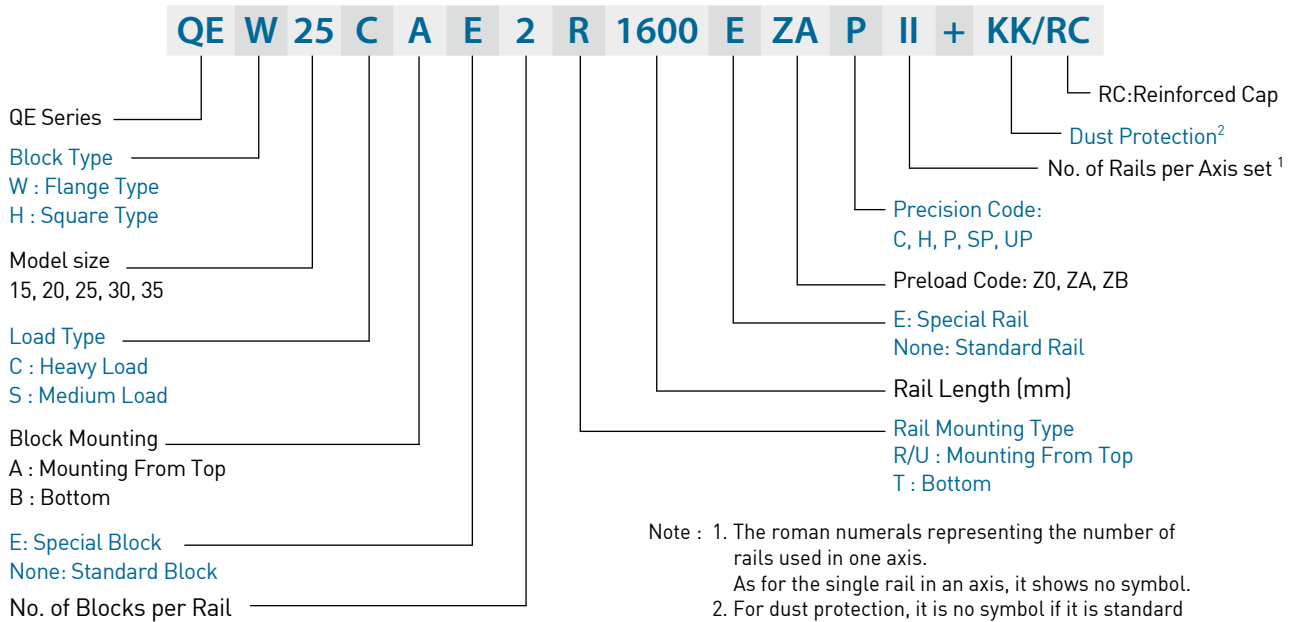 QE W 25 C A E 2 R 1600 E ZA P II + KK/RC
QE Series
Block Type
W : Flange Type
H : Square Type
Model size
15, 20, 25, 30, 35
Load Type
C : Heavy Load
S : Medium Load
Block Mounting
A : Mounting From Top
B : Bottom
E: Special Block
None: Standard Block
No. of Blocks per Rail
RC:Reinforced Cap
Dust Protection2
No. of Rails per Axis set 1
Precision Code:
C, H, P, SP, UP
Preload Code: Z0, ZA, ZB
E: Special Rail
None: Standard Rail
Rail Length (mm)
Rail Mounting Type
R/U : Mounting From Top
T : Bottom
Note : 1. The roman numerals representing the number of
rails used in one axis.
As for the single rail in an axis, it shows no symbol.
2. For dust protection, it is no symbol if it is standard